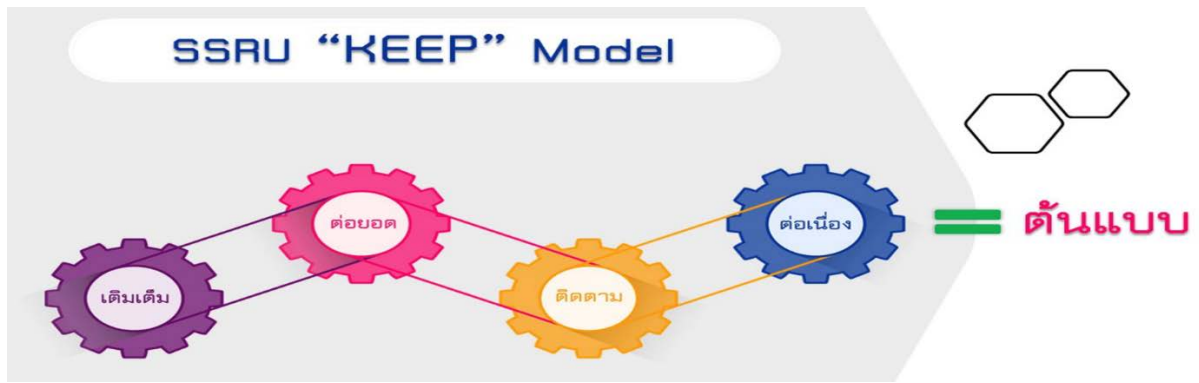 SSRU “KEEP” Model
เติมเต็ม
ต่อยอด
ติดตาม
ต่อเนื่อง
= ต้นแบบ